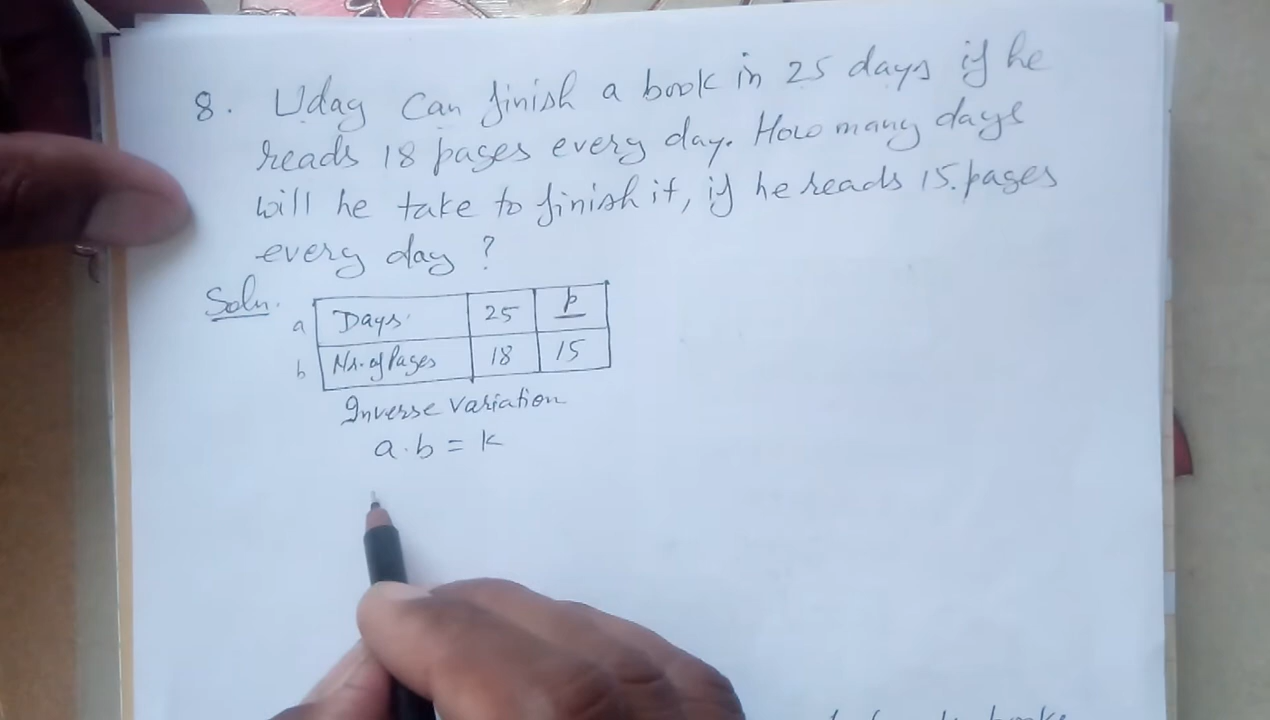 8. Uday can finish a book in 25 days if he
reads 18 pages every day. How many days
will he take to finish it, if he reads 15 pages
every day?
Soln.
a Days 25 p
b Nr. of Pages 18 15
Inverse variation
a.b = k
books